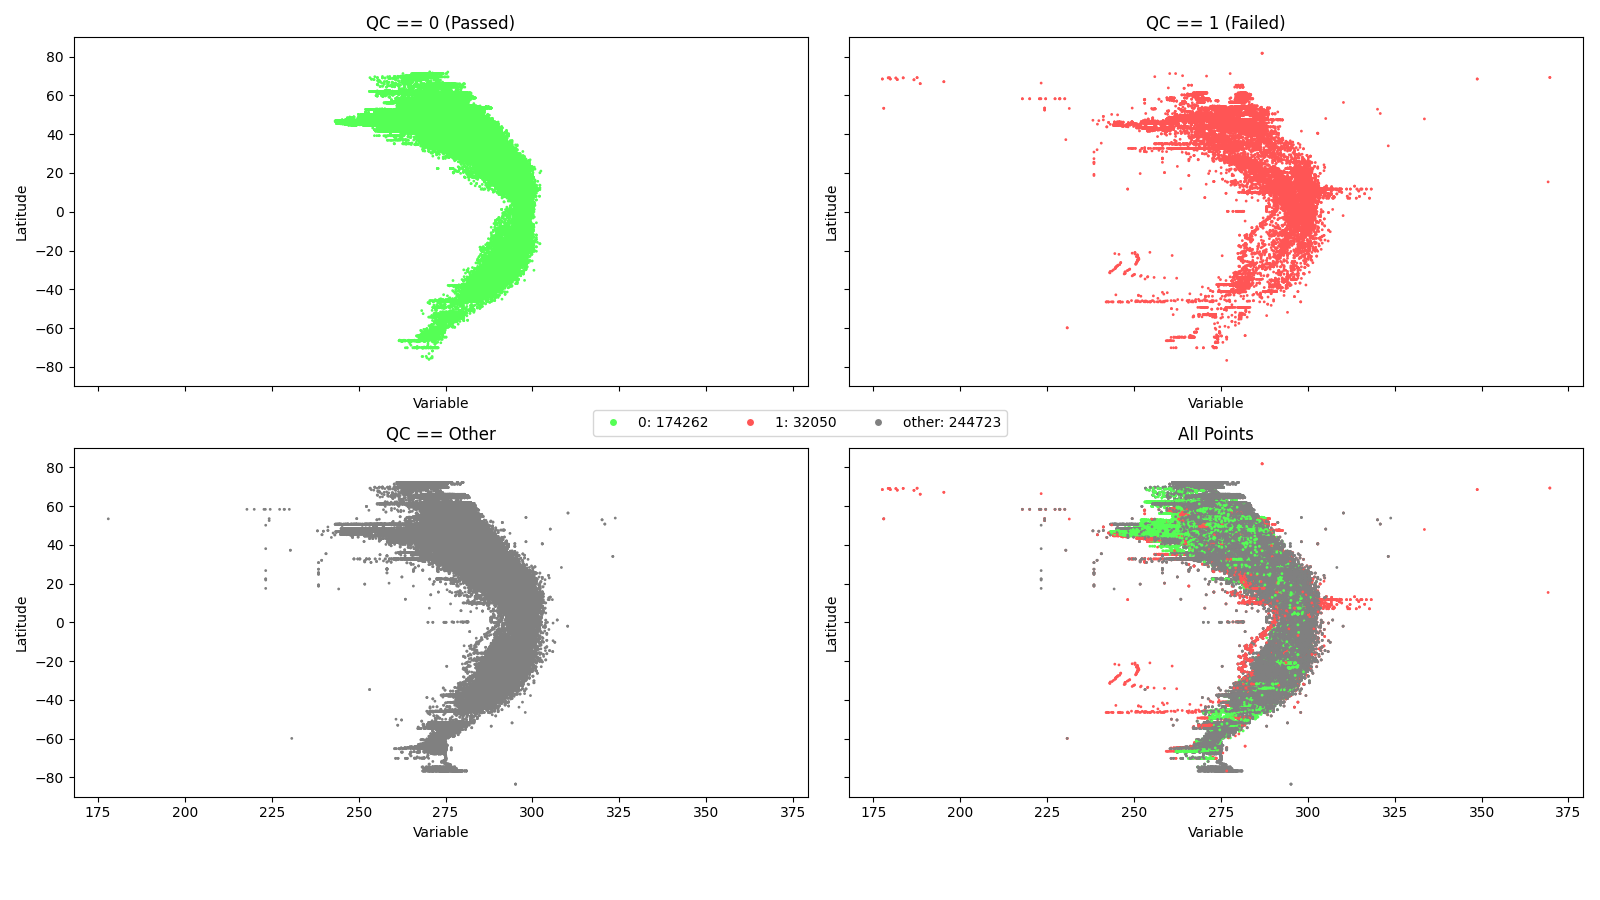 QC == 0 (Passed)
80
60
40
20
0
−20
−40
−60
−80
Latitude
Variable
QC == 1 (Failed)
Latitude
Variable
0: 174262
1: 32050
other: 244723
QC == Other
80
60
40
20
0
−20
−40
−60
−80
Latitude
175 200 225 250 275 300 325 350 375
Variable
All Points
Latitude
175 200 225 250 275 300 325 350 375
Variable